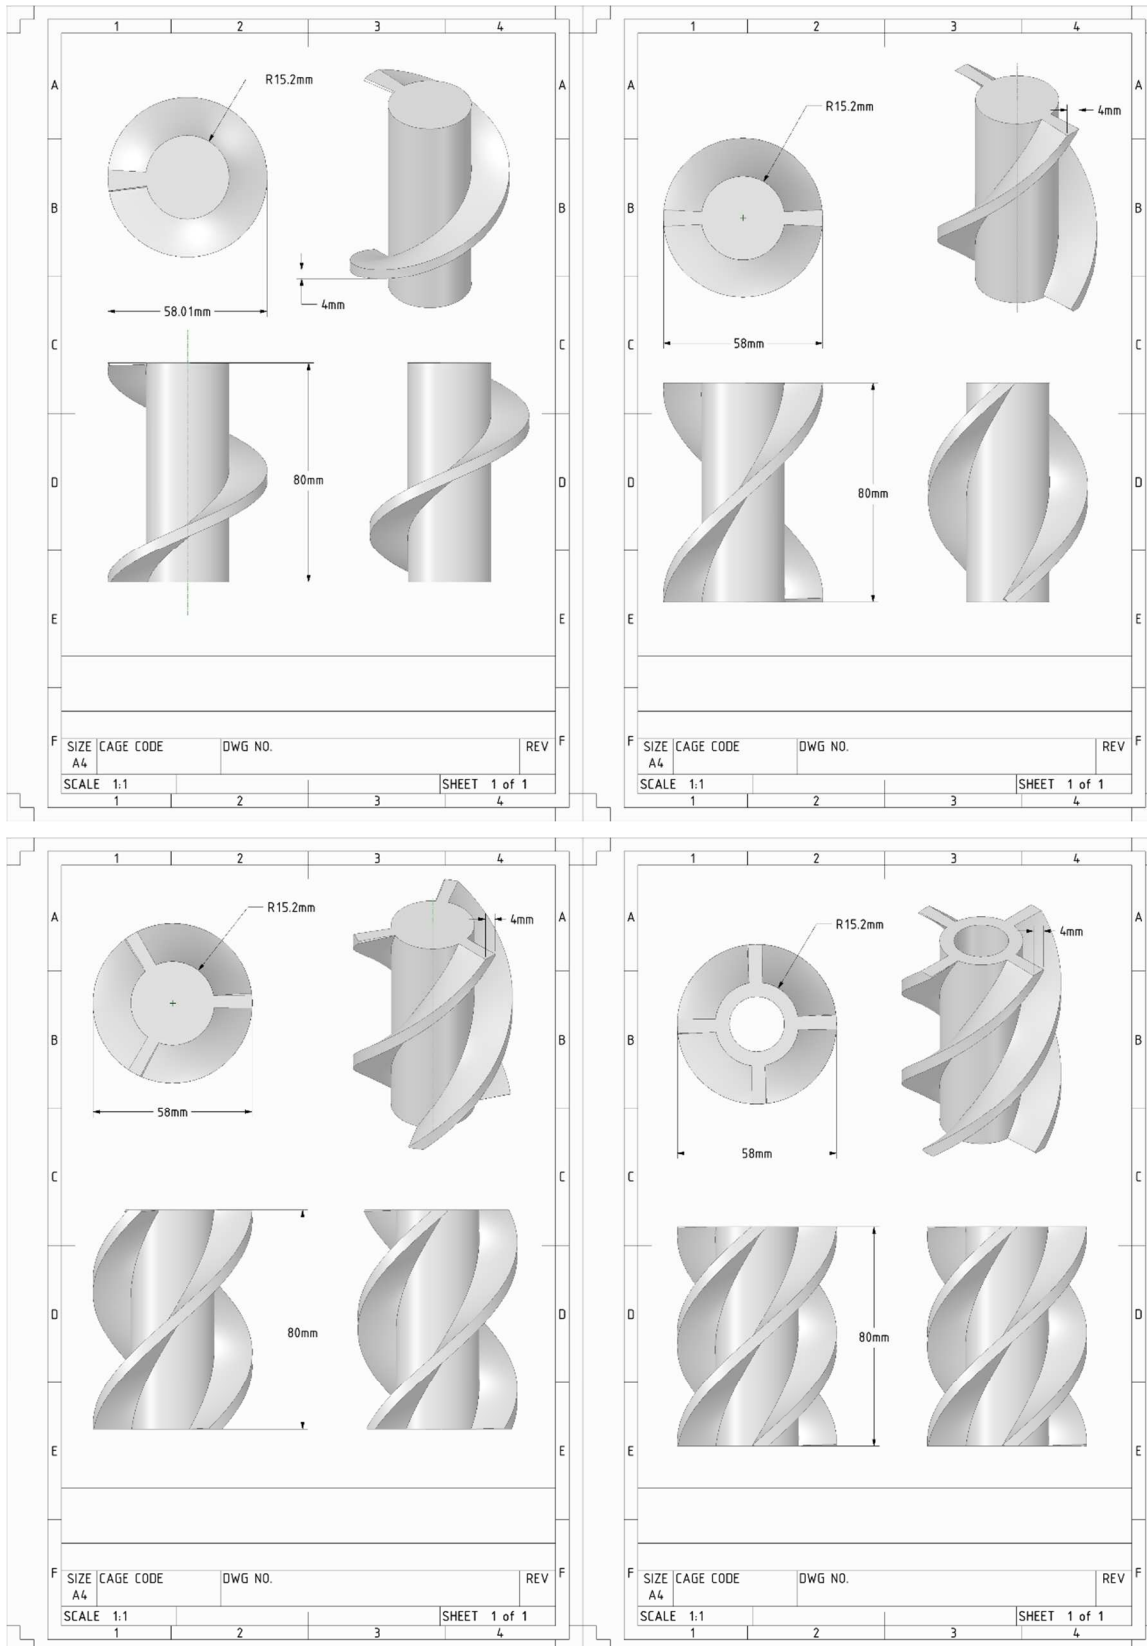 1 2 3 4
A A
R15.2mm
B B
4mm
58.01mm
C C
80mm
D D
E E
F F
SIZE CAGE CODE DWG NO. REV
A4
SCALE 1:1 SHEET 1 of 1
1 2 3 4
1 2 3 4
A A
R15.2mm
4mm
B B
58mm
C C
80mm
D D
E E
F F
SIZE CAGE CODE DWG NO. REV
A4
SCALE 1:1 SHEET 1 of 1
1 2 3 4
1 2 3 4
A A
R15.2mm
4mm
B B
58mm
C C
80mm
D D
E E
F F
SIZE CAGE CODE DWG NO. REV
A4
SCALE 1:1 SHEET 1 of 1
1 2 3 4
1 2 3 4
A A
R15.2mm
4mm
B B
58mm
C C
80mm
D D
E E
F F
SIZE CAGE CODE DWG NO. REV
A4
SCALE 1:1 SHEET 1 of 1
1 2 3 4